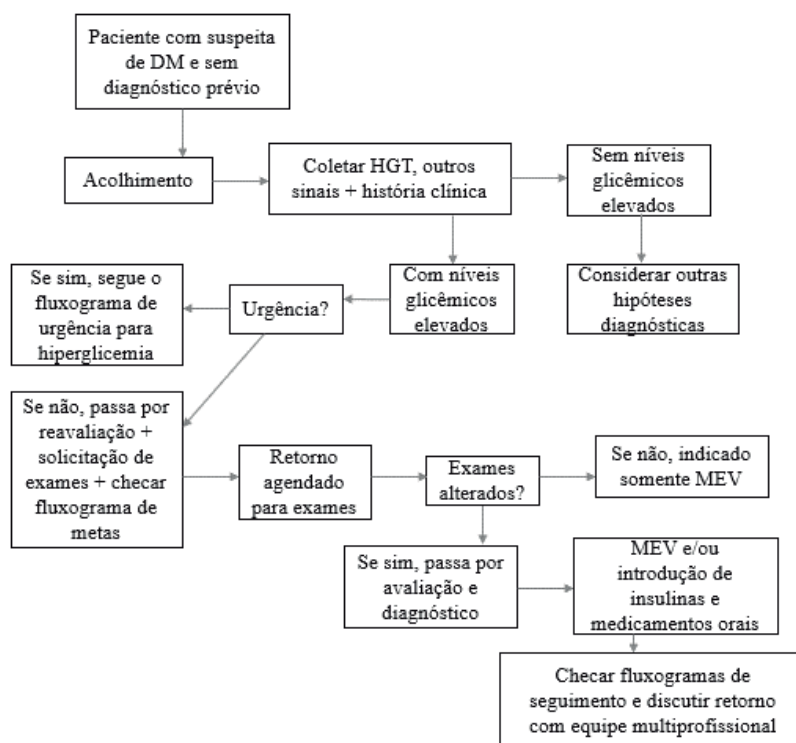 Paciente com suspeita
de DM e sem
diagnóstico prévio
Acolhimento
Coletar HGT, outros
sinais + história clínica
Sem níveis
glicêmicos
elevados
Se sim, segue o
fluxograma de
urgência para
hiperglicemia
Urgência?
Com níveis
glicêmicos
elevados
Considerar outras
hipóteses
diagnósticas
Se não, passa por
reavaliação +
solicitação de
exames + checar
fluxograma de
metas
Retorno
agendado
para exames
Exames
alterados?
Se não, indicado
somente MEV
Se sim, passa por
avaliação e
diagnóstico
MEV e/ou
introdução de
insulinas e
medicamentos orais
Checar fluxogramas de
seguimento e discutir retorno
com equipe multiprofissional